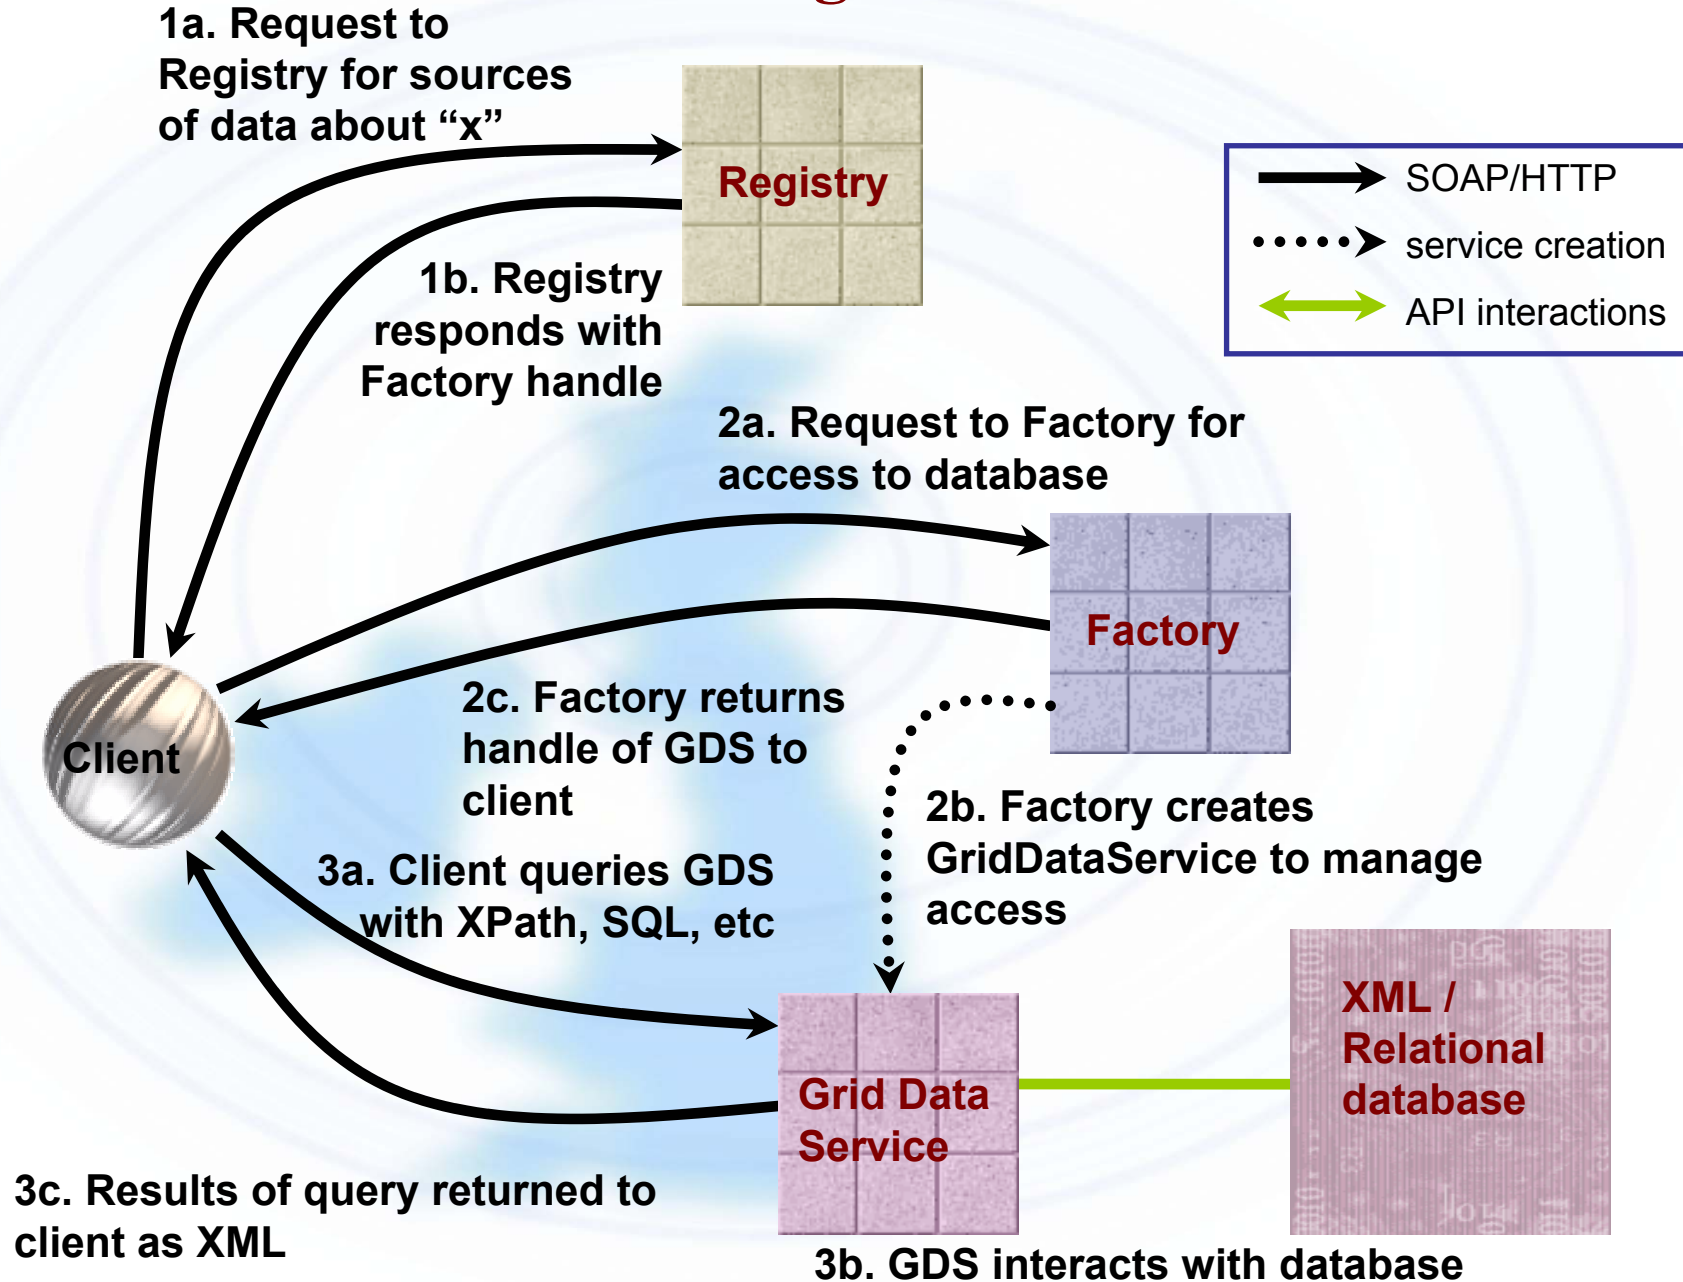 1a. Request to
Registry for sources
of data about “x”
Registry
SOAP/HTTP
service creation
API interactions
1b. Registry
responds with
Factory handle
2a. Request to Factory for
access to database
Factory
2c. Factory returns
handle of GDS to
client
Client
2b. Factory creates
GridDataService to manage
access
3a. Client queries GDS
with XPath, SQL, etc
XML /
Relational
database
Grid Data
Service
3c. Results of query returned to
client as XML
3b. GDS interacts with database